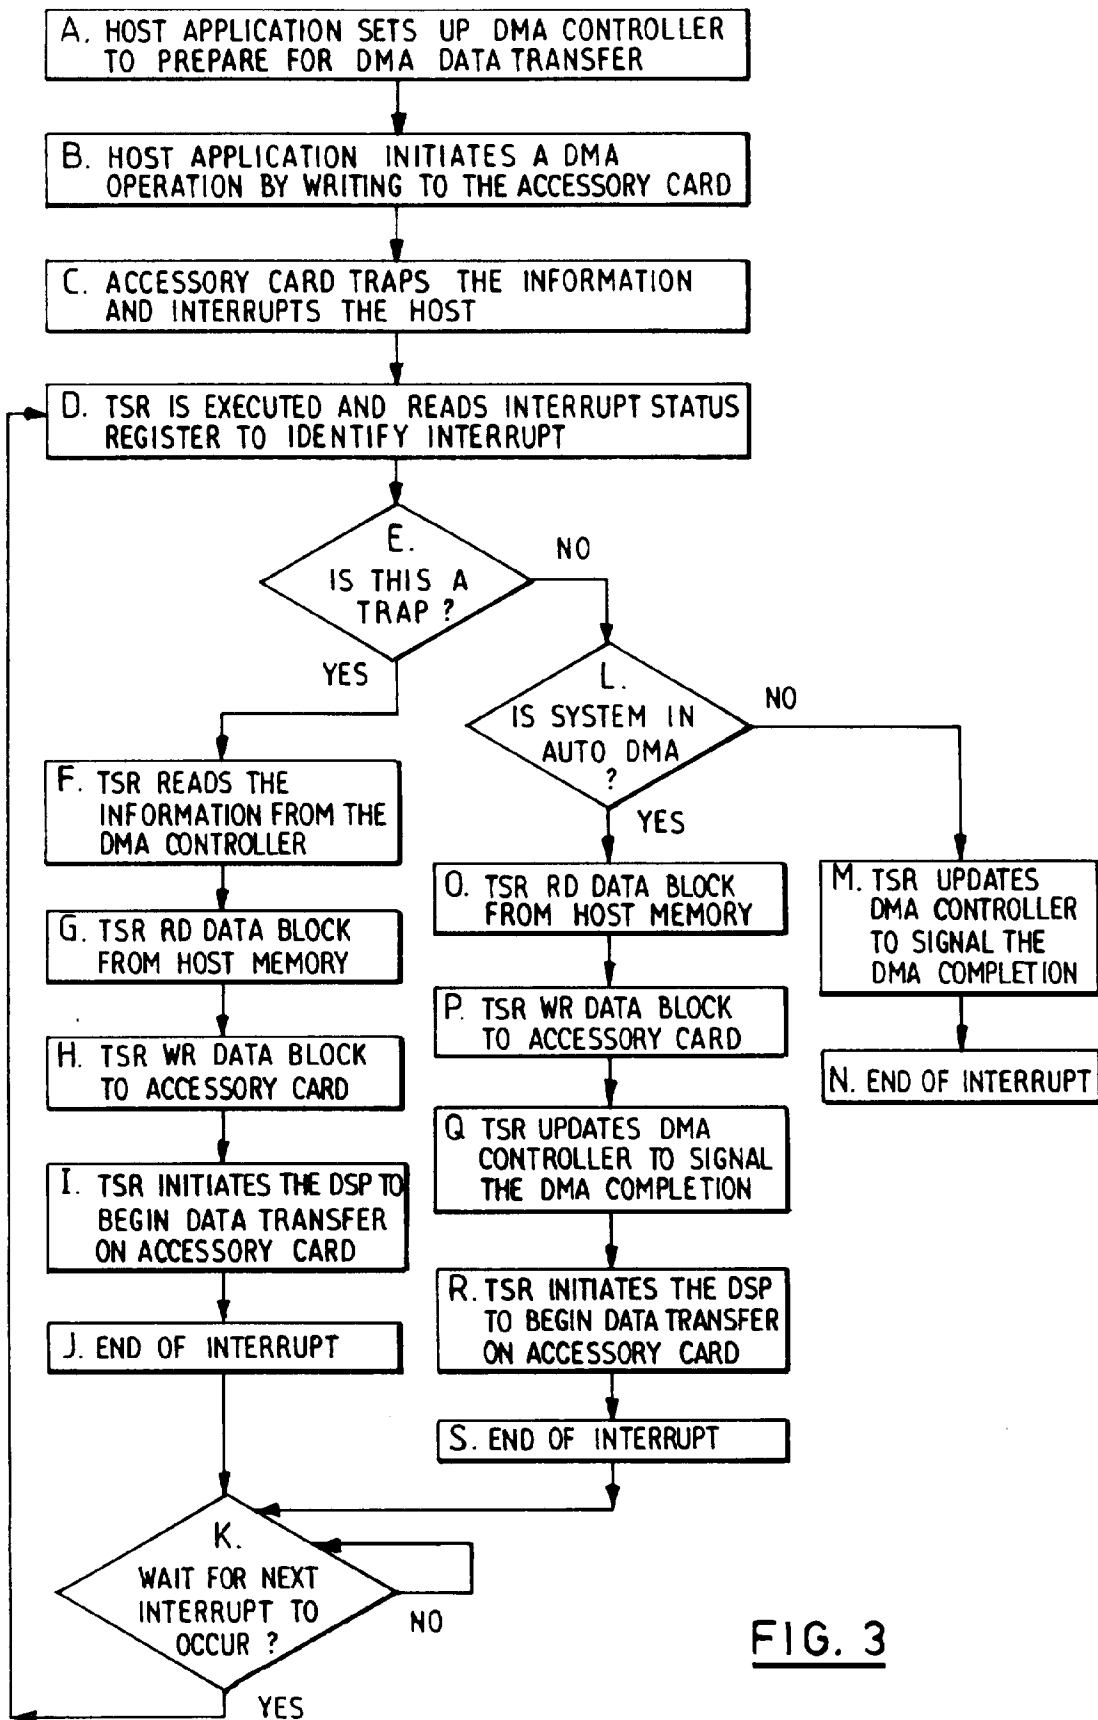 A. HOST APPLICATION SETS UP DMA CONTROLLER
TO PREPARE FOR DMA DATA TRANSFER
B. HOST APPLICATION INITIATES A DMA
OPERATION BY WRITING TO THE ACCESSORY CARD
C. ACCESSORY CARD TRAPS THE INFORMATION
AND INTERRUPTS THE HOST
D. TSR IS EXECUTED AND READS INTERRUPT STATUS
REGISTER TO IDENTIFY INTERRUPT
E.
IS THIS A
TRAP ?
NO
YES
L.
IS SYSTEM IN
AUTO DMA
?
NO
YES
F. TSR READS THE
INFORMATION FROM THE
DMA CONTROLLER
G. TSR RD DATA BLOCK
FROM HOST MEMORY
H. TSR WR DATA BLOCK
TO ACCESSORY CARD
I. TSR INITIATES THE DSP TO
BEGIN DATA TRANSFER
ON ACCESSORY CARD
J. END OF INTERRUPT
O. TSR RD DATA BLOCK
FROM HOST MEMORY
P. TSR WR DATA BLOCK
TO ACCESSORY CARD
Q TSR UPDATES DMA
CONTROLLER TO SIGNAL
THE DMA COMPLETION
R. TSR INITIATES THE DSP
TO BEGIN DATA TRANSFER
ON ACCESSORY CARD
S. END OF INTERRUPT
M. TSR UPDATES
DMA CONTROLLER
TO SIGNAL THE
DMA COMPLETION
N. END OF INTERRUPT
K.
WAIT FOR NEXT
INTERRUPT TO
OCCUR ?
NO
YES
FIG. 3